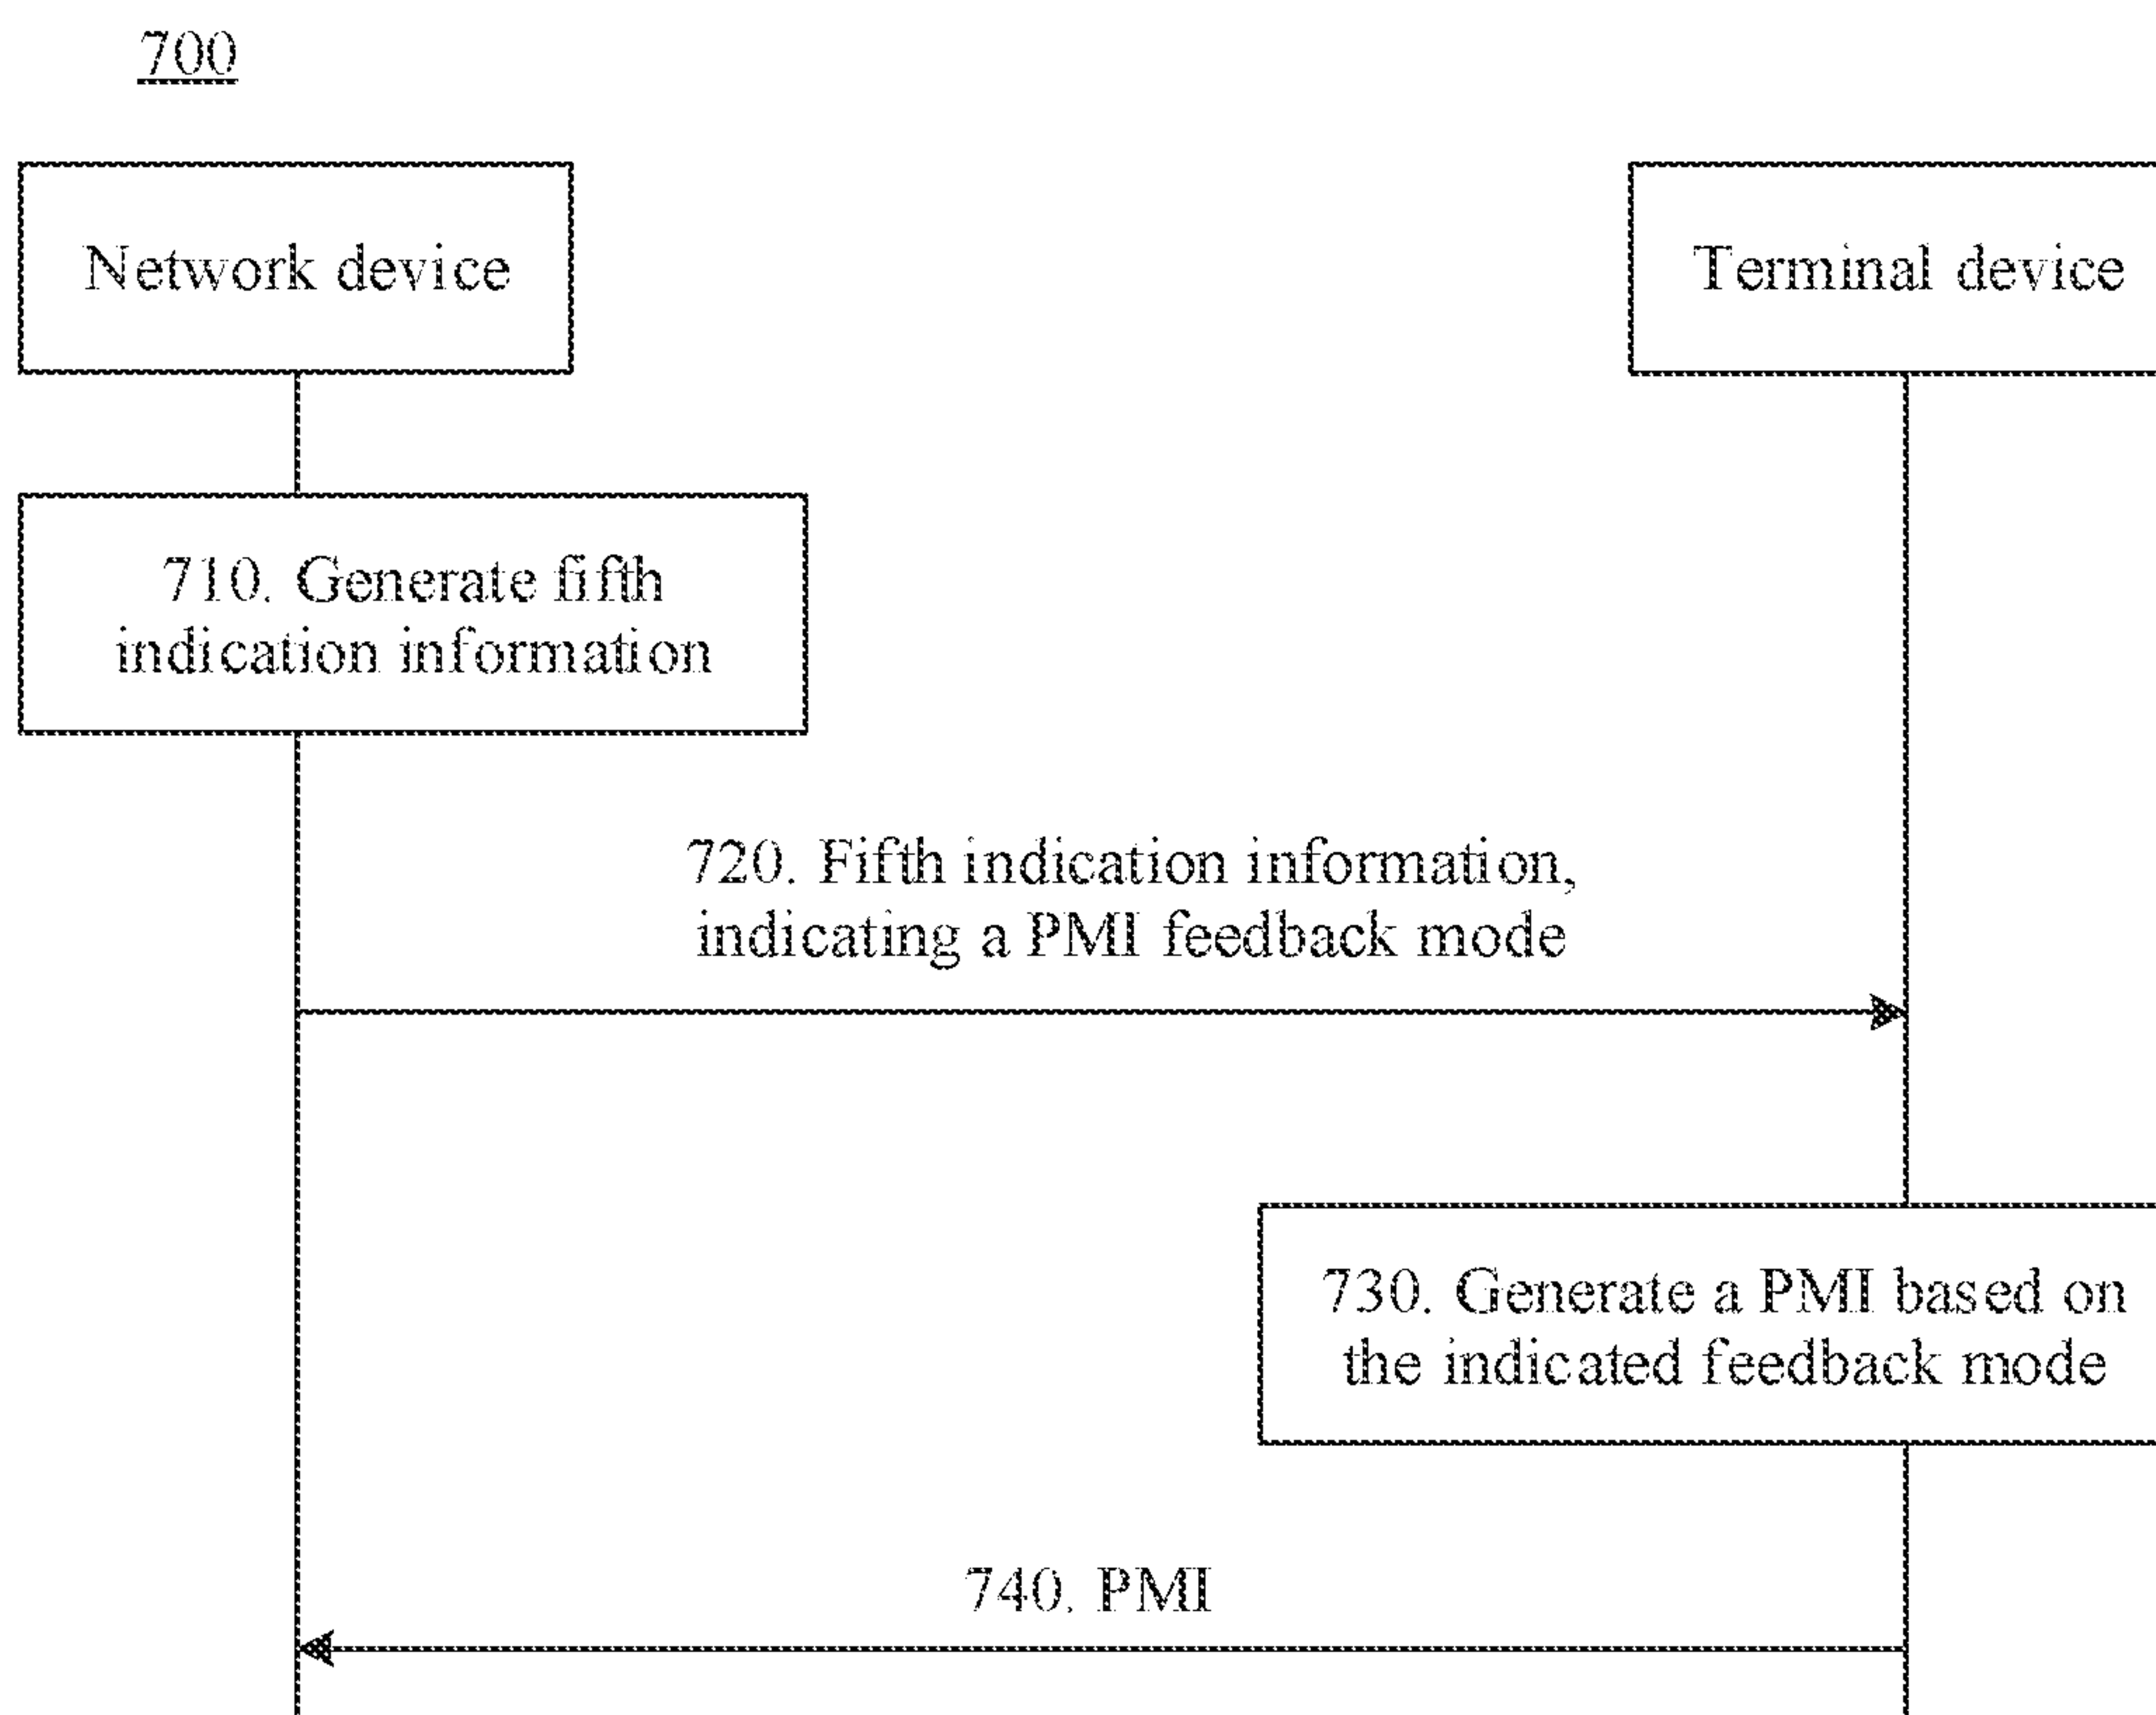 700
Network device
Terminal device
710. Generate fifth
indication information
720. Fifth indication information,
indicating a PMI feedback mode
730. Generate a PMI based on
the indicated feedback mode
740. PMI